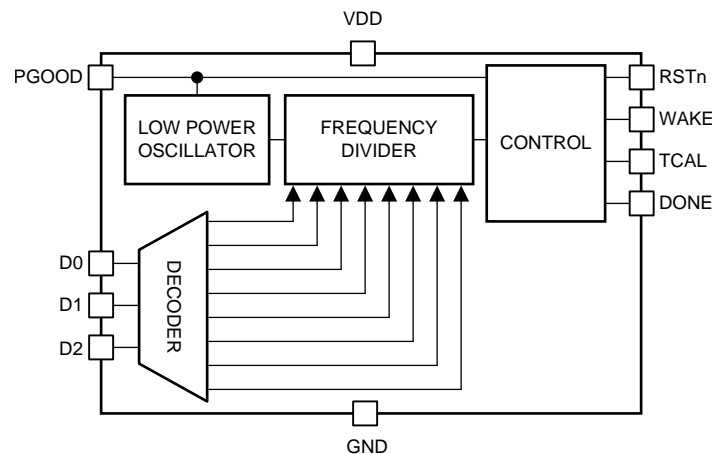 VDD
PGOOD
RSTn
LOW POWER
OSCILLATOR
FREQUENCY
DIVIDER
CONTROL
WAKE
TCAL
DONE
D0
D1
D2
DECODER
GND